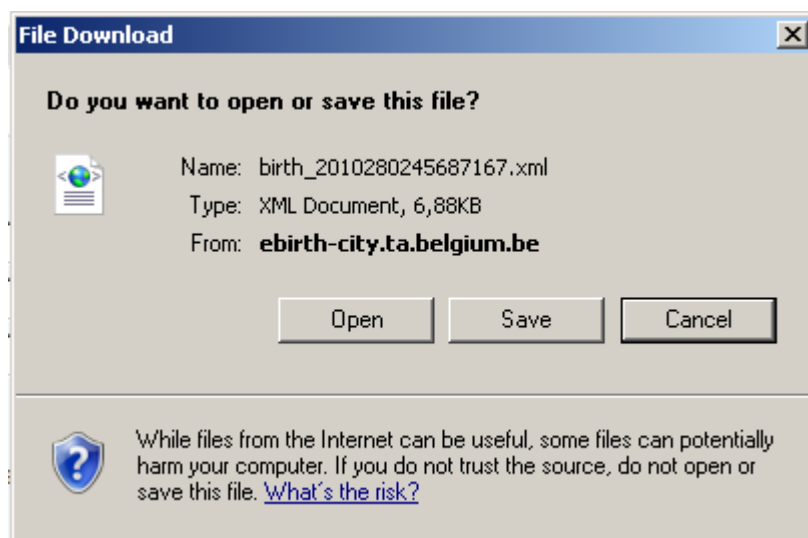 File Download
Do you want to open or save this file?
Name: birth_2010280245687167.xml
Type: XML Document, 6,88KB
From: ebirth-city.ta.belgium.be
Open Save Cancel
While files from the Internet can be useful, some files can potentially
harm your computer. If you do not trust the source, do not open or
save this file. What's the risk?